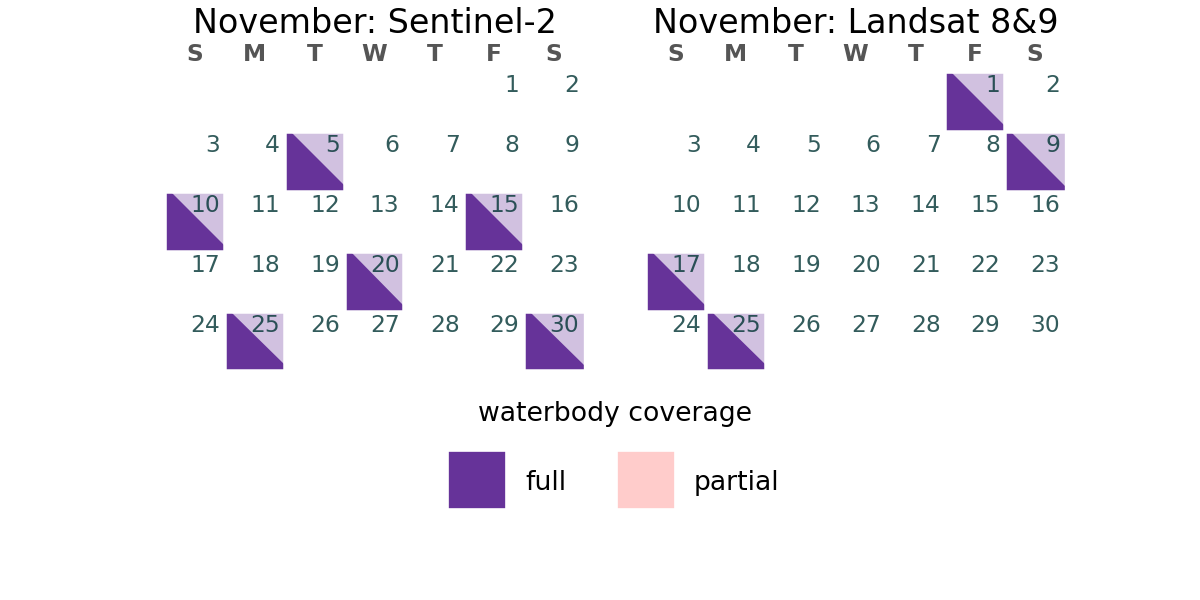 November: Sentinel-2
S M T W T F S
1 2
3 4 5 6 7 8 9
10 11 12 13 14 15 16
17 18 19 20 21 22 23
24 25 26 27 28 29 30
November: Landsat 8&9
S M T W T F S
1 2
3 4 5 6 7 8 9
10 11 12 13 14 15 16
17 18 19 20 21 22 23
24 25 26 27 28 29 30
waterbody coverage
full
partial